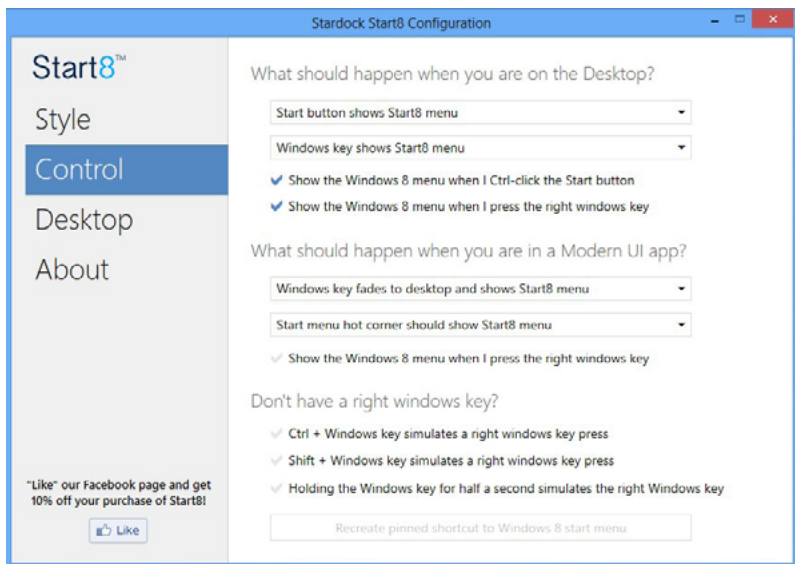 Stardock Start8 Configuration
Start8™
Style
Control
Desktop
About
"Like" our Facebook page and get
10% off your purchase of Start8!
Like
What should happen when you are on the Desktop?
Start button shows Start8 menu
Windows key shows Start8 menu
Show the Windows 8 menu when I Ctrl-click the Start button
Show the Windows 8 menu when I press the right windows key
What should happen when you are in a Modern UI app?
Windows key fades to desktop and shows Start8 menu
Start menu hot corner should show Start8 menu
Show the Windows 8 menu when I press the right windows key
Don't have a right windows key?
Ctrl + Windows key simulates a right windows key press
Shift + Windows key simulates a right windows key press
Holding the Windows key for half a second simulates the right Windows key
Recreate pinned shortcut to Windows 8 start menu